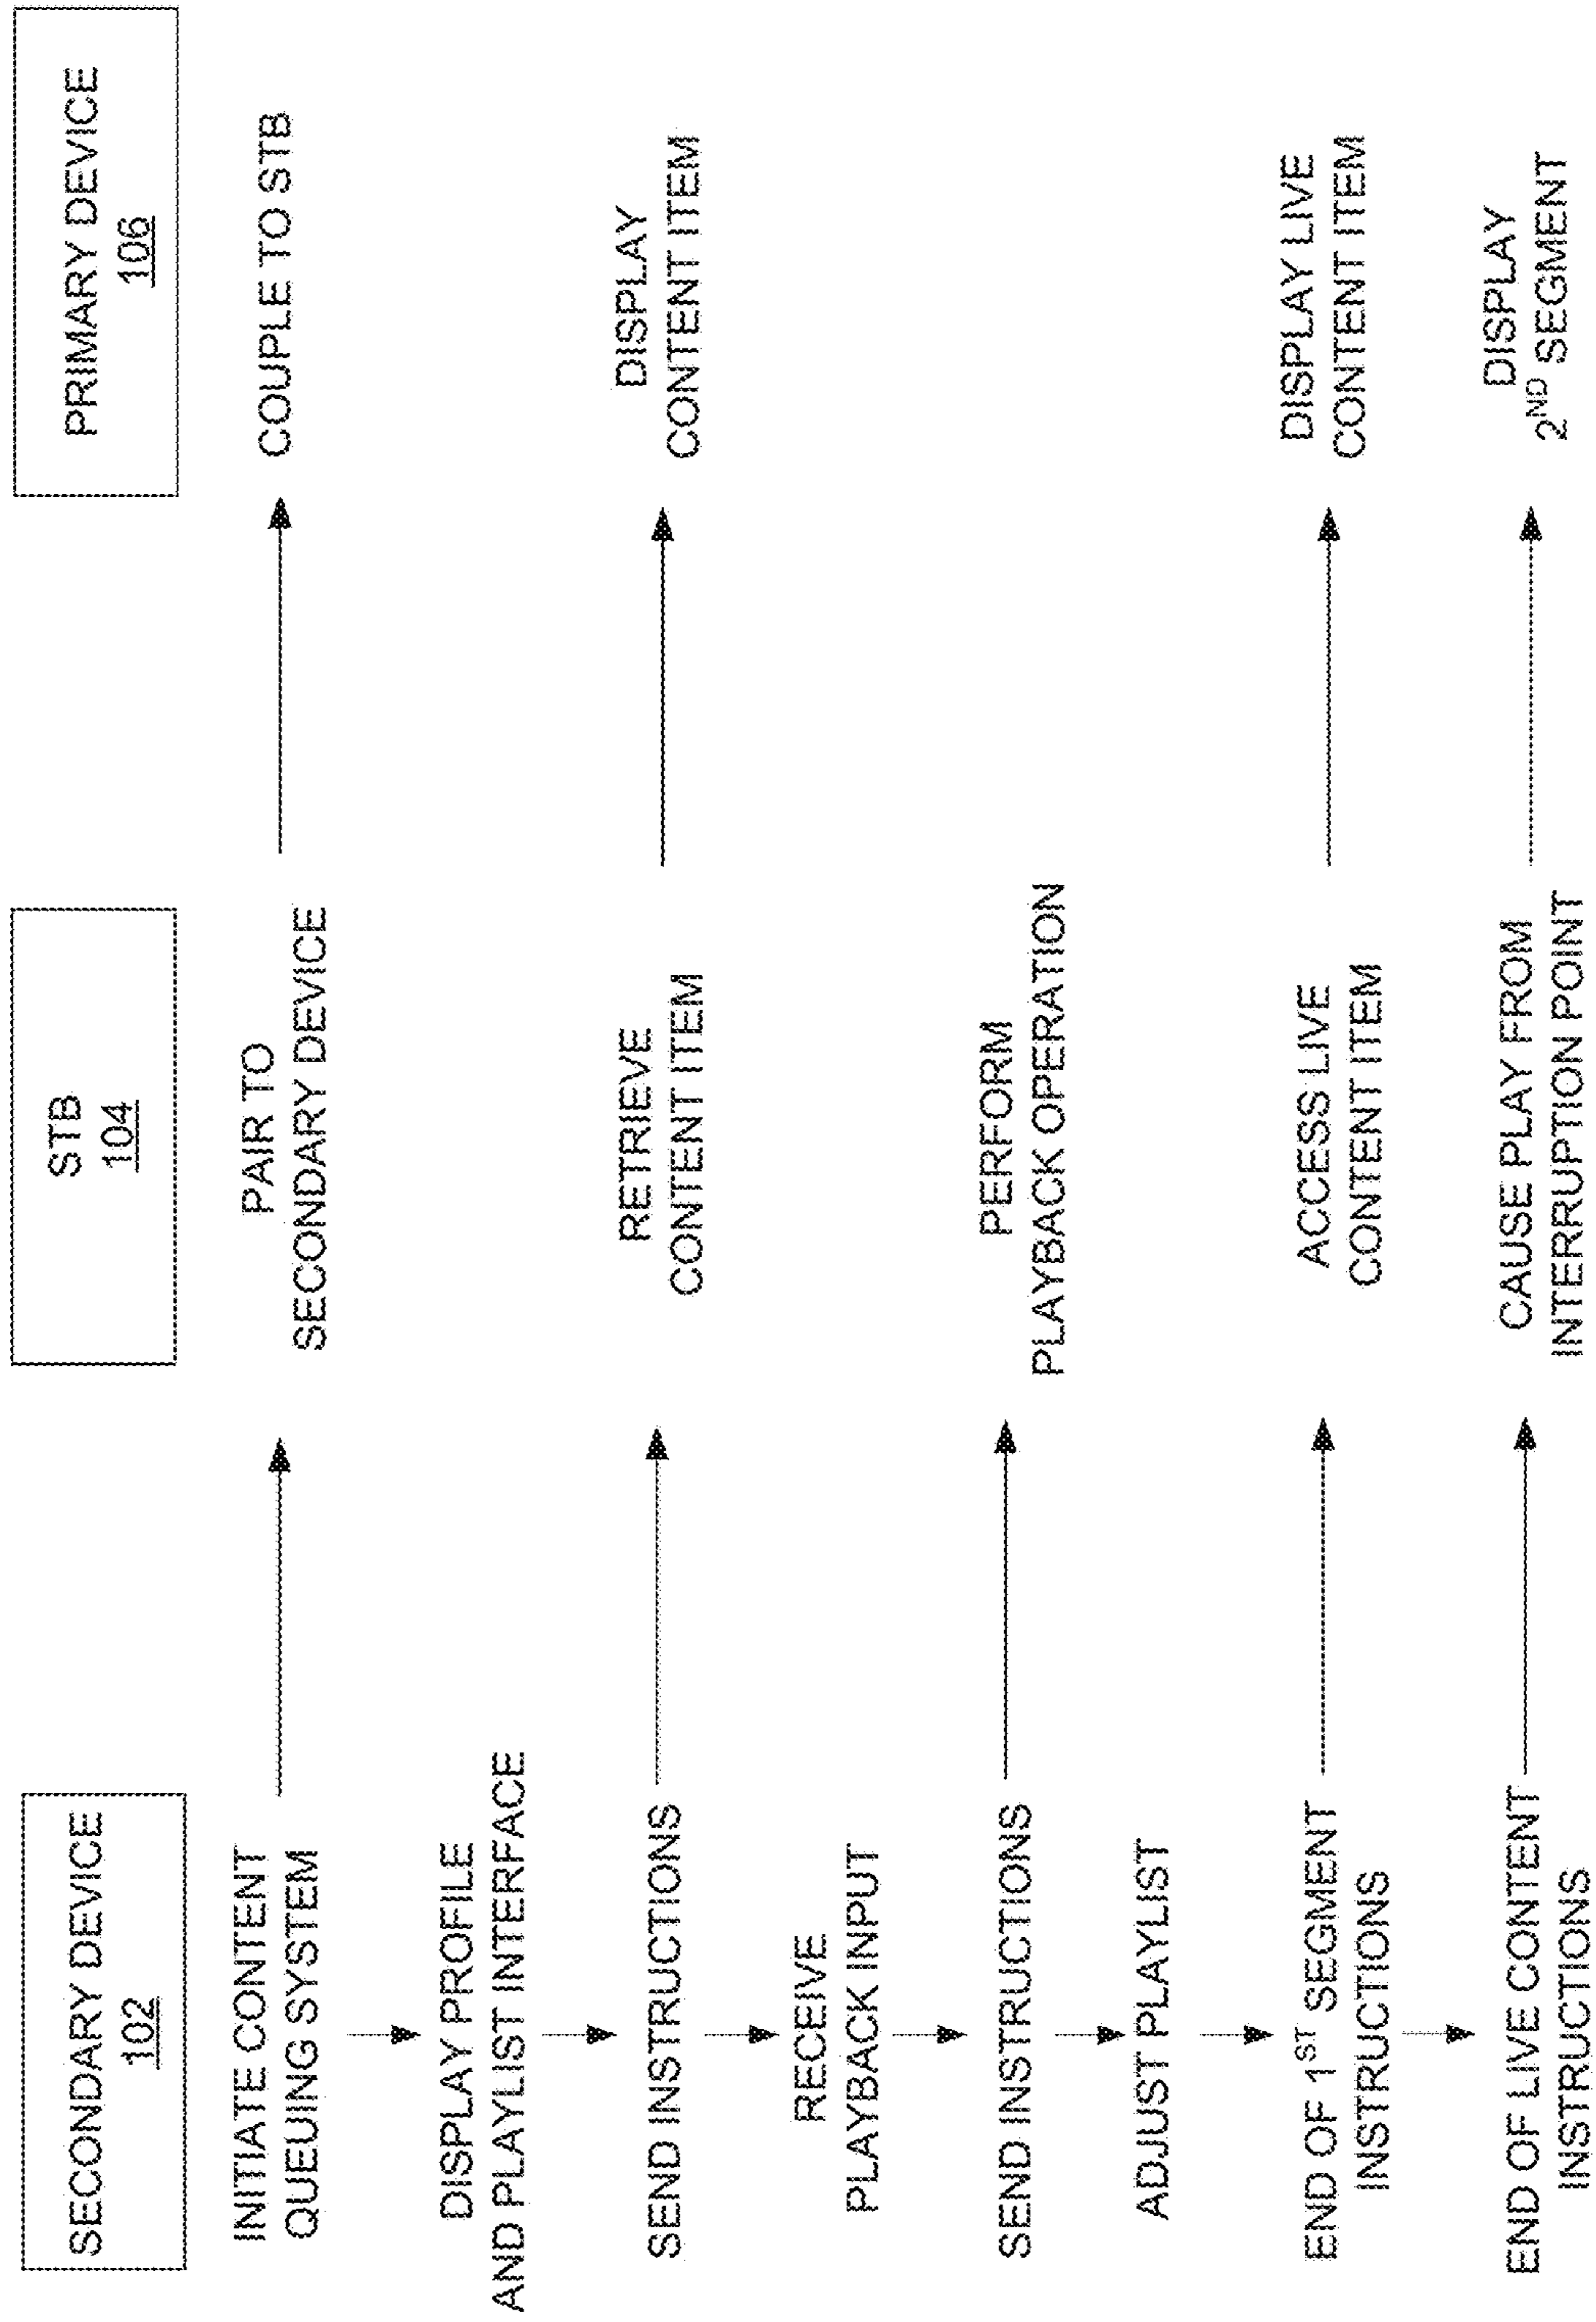 SECONDARY DEVICE
102
STB
104
PRIMARY DEVICE
106
INITIATE CONTENT
QUEUING SYSTEM
PAIR TO
SECONDARY DEVICE
COUPLE TO STB
DISPLAY PROFILE
AND PLAYLIST INTERFACE
SEND INSTRUCTIONS
RETRIEVE
CONTENT ITEM
DISPLAY
CONTENT ITEM
RECEIVE
PLAYBACK INPUT
SEND INSTRUCTIONS
PERFORM
PLAYBACK OPERATION
ADJUST PLAYLIST
END OF 1ST SEGMENT
INSTRUCTIONS
ACCESS LIVE
CONTENT ITEM
DISPLAY LIVE
CONTENT ITEM
END OF LIVE CONTENT
INSTRUCTIONS
CAUSE PLAY FROM
INTERRUPTION POINT
DISPLAY
2ND SEGMENT